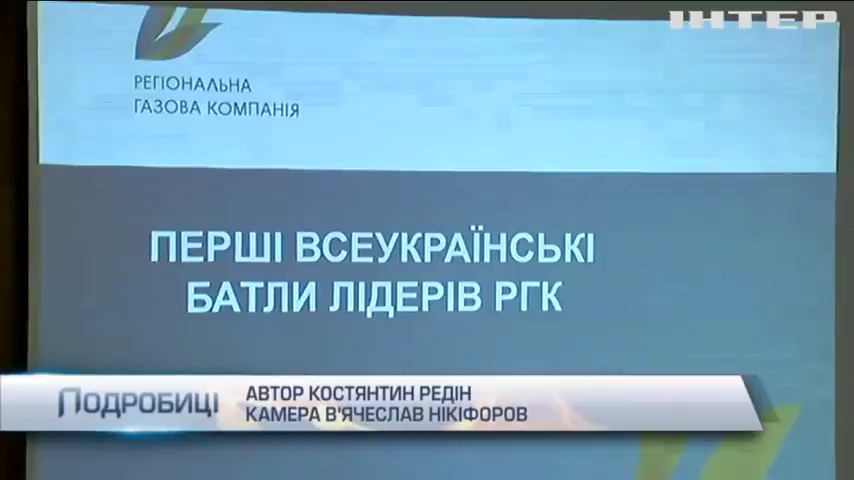 ІНТЕР
РЕГІОНАЛЬНА
ГАЗОВА КОМПАНІЯ
ПЕРШІ ВСЕУКРАЇНСЬКІ
БАТЛИ ЛІДЕРІВ РГК
ПОДРОБИЦІ
АВТОР КОСТЯНТИН РЕДІН
КАМЕРА В'ЯЧЕСЛАВ НІКІФОРОВ